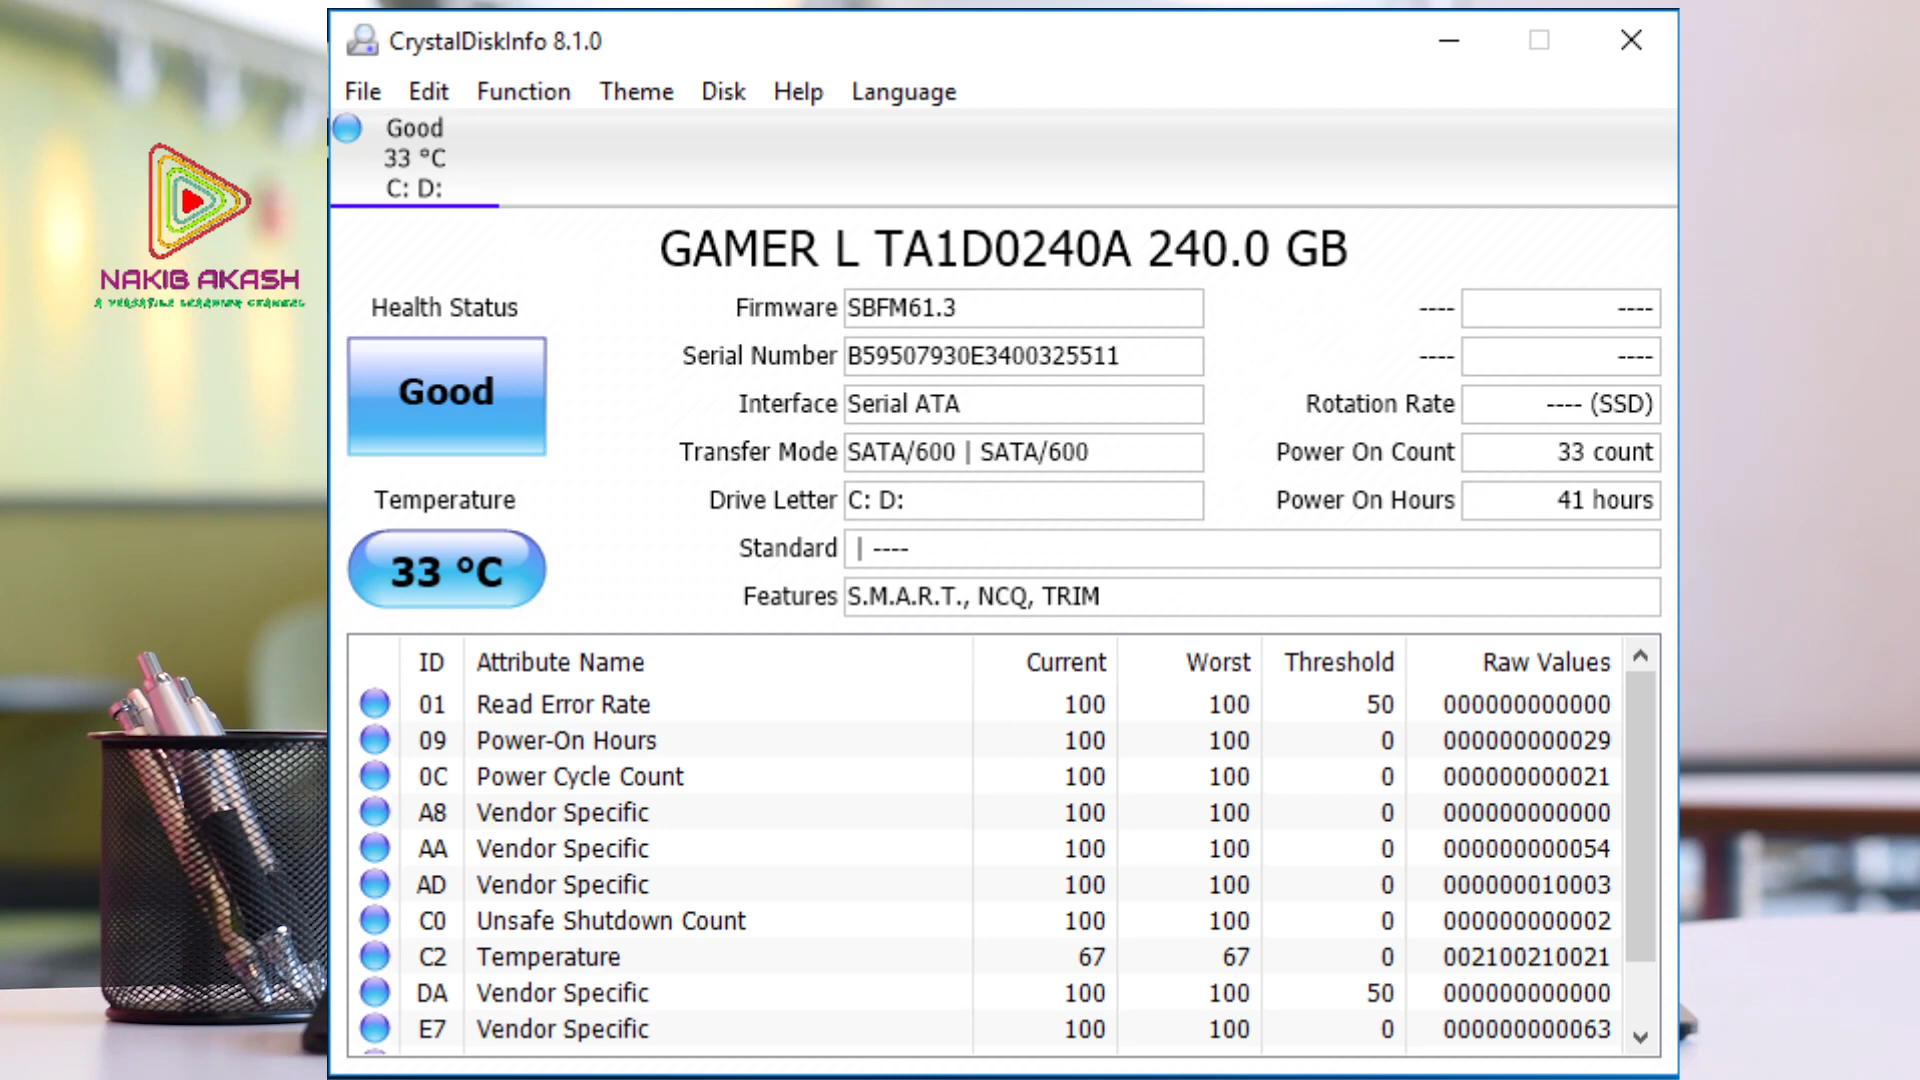 CrystalDiskInfo 8.1.0
File Edit Function Theme Disk Help Language
Good
33 °C
C: D:
NAKIB AKASH
A VERSATILE LEARNING CHANNEL
GAMER L TA1D0240A 240.0 GB
Health Status
Good
Temperature
33 °C
Firmware SBFM61.3 ---- ----
Serial Number B59507930E3400325511 ---- ----
Interface Serial ATA Rotation Rate ---- (SSD)
Transfer Mode SATA/600 | SATA/600 Power On Count 33 count
Drive Letter C: D: Power On Hours 41 hours
Standard | ----
Features S.M.A.R.T., NCQ, TRIM
ID Attribute Name Current Worst Threshold Raw Values
01 Read Error Rate 100 100 50 000000000000
09 Power-On Hours 100 100 0 000000000029
0C Power Cycle Count 100 100 0 000000000021
A8 Vendor Specific 100 100 0 000000000000
AA Vendor Specific 100 100 0 000000000054
AD Vendor Specific 100 100 0 000000010003
C0 Unsafe Shutdown Count 100 100 0 000000000002
C2 Temperature 67 67 0 002100210021
DA Vendor Specific 100 100 50 000000000000
E7 Vendor Specific 100 100 0 000000000063